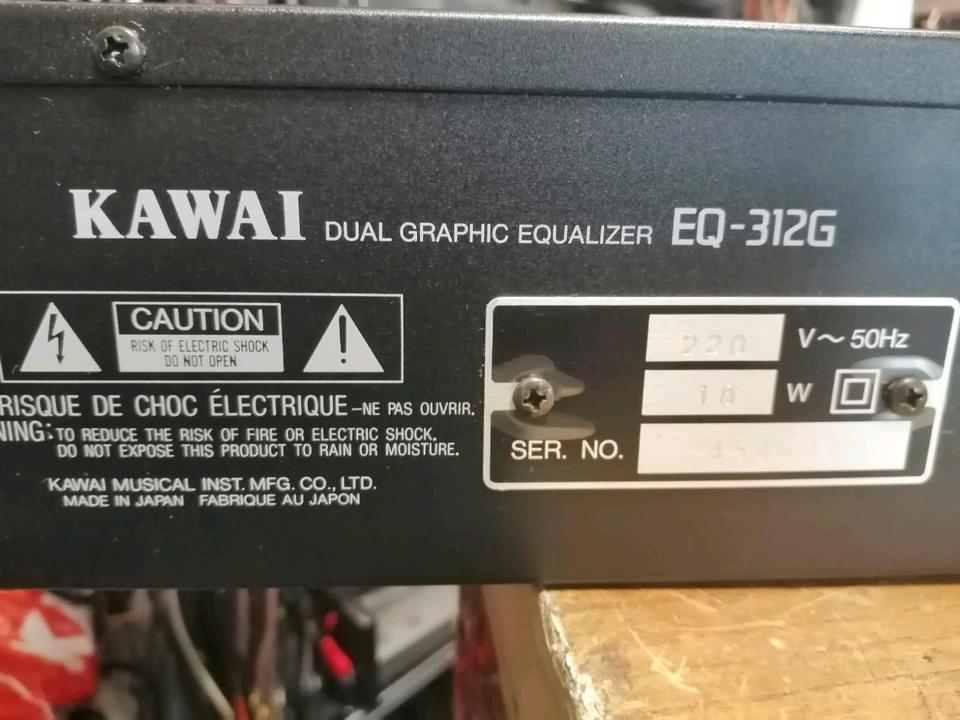 KAWAI DUAL GRAPHIC EQUALIZER EQ-312G
CAUTION
RISK OF ELECTRIC SHOCK
DO NOT OPEN
RISQUE DE CHOC ÉLECTRIQUE–NE PAS OUVRIR.
TO REDUCE THE RISK OF FIRE OR ELECTRIC SHOCK,
DO NOT EXPOSE THIS PRODUCT TO RAIN OR MOISTURE.
KAWAI MUSICAL INST. MFG. CO., LTD.
MADE IN JAPAN FABRIQUE AU JAPON
220 V~ 50Hz
W
SER. NO.